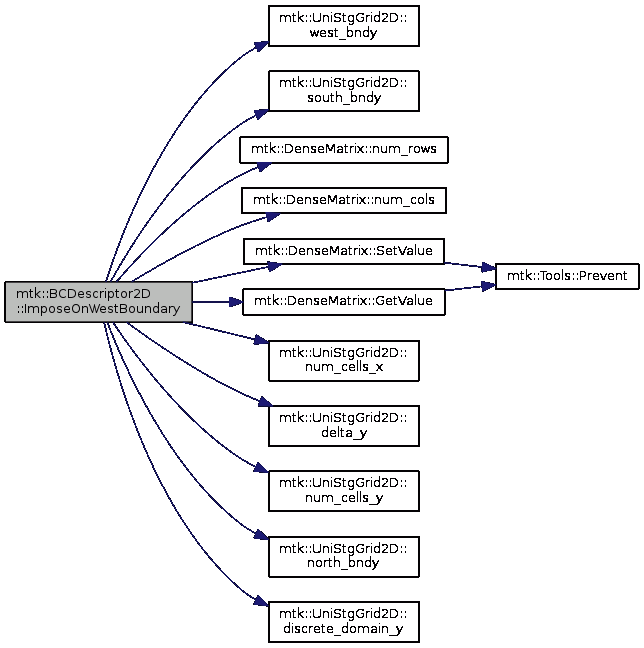 mtk::UniStgGrid2D::
west_bndy
mtk::UniStgGrid2D::
south_bndy
mtk::DenseMatrix::num_rows
mtk::DenseMatrix::num_cols
mtk::DenseMatrix::SetValue
mtk::Tools::Prevent
mtk::BCDescriptor2D
::ImposeOnWestBoundary
mtk::DenseMatrix::GetValue
mtk::UniStgGrid2D::
num_cells_x
mtk::UniStgGrid2D::
delta_y
mtk::UniStgGrid2D::
num_cells_y
mtk::UniStgGrid2D::
north_bndy
mtk::UniStgGrid2D::
discrete_domain_y